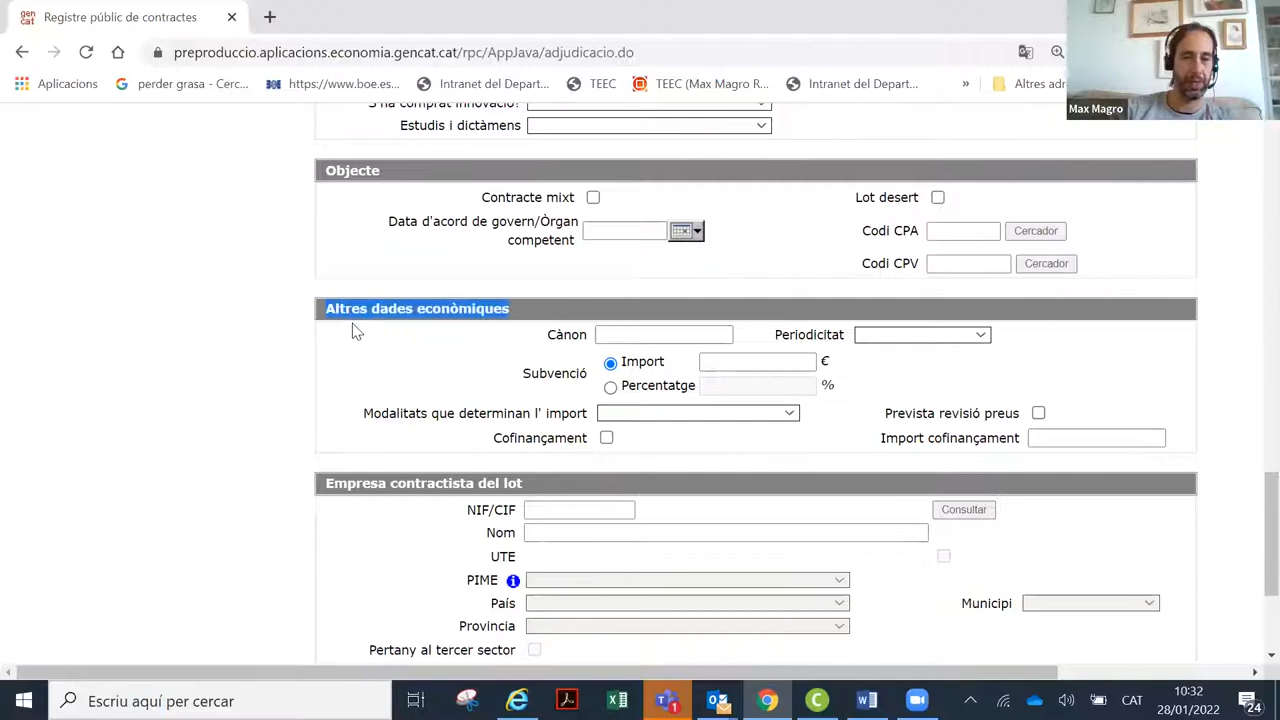 Registre públic de contractes
preproduccio.aplicacions.economia.gencat.cat/rpc/AppJava/adjudicacio.do
Aplicacions
perder grasa - Cerc...
https://www.boe.es...
Intranet del Depart...
TEEC
TEEC (Max Magro R...
Intranet del Depart...
»
Altres adr
Max Magro
S'ha comprat innovació?
Estudis i dictàmens
Objecte
Contracte mixt
Lot desert
Data d'acord de govern/Òrgan
competent
Codi CPA
Cercador
Codi CPV
Cercador
Altres dades econòmiques
Cànon
Periodicitat
Subvenció
Import
€
Percentatge
%
Modalitats que determinan l' import
Prevista revisió preus
Cofinançament
Import cofinançament
Empresa contractista del lot
NIF/CIF
Consultar
Nom
UTE
PIME
País
Municipi
Provincia
Pertany al tercer sector
Escriu aquí per cercar
CAT
10:32
28/01/2022
24